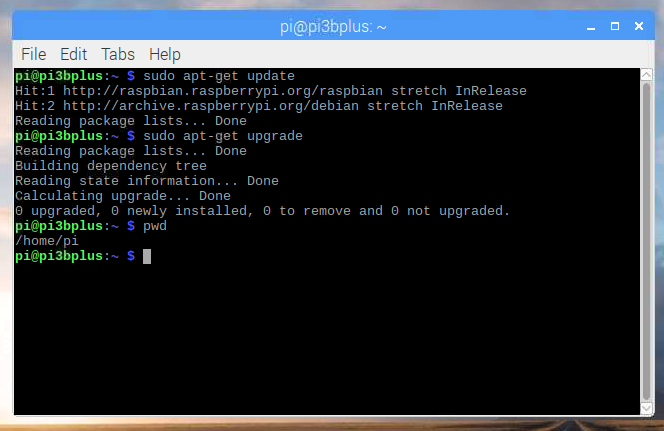 pi@pi3bplus: ~
File Edit Tabs Help
pi@pi3bplus:~ $ sudo apt-get update
Hit:1 http://raspbian.raspberrypi.org/raspbian stretch InRelease
Hit:2 http://archive.raspberrypi.org/debian stretch InRelease
Reading package lists... Done
pi@pi3bplus:~ $ sudo apt-get upgrade
Reading package lists... Done
Building dependency tree
Reading state information... Done
Calculating upgrade... Done
0 upgraded, 0 newly installed, 0 to remove and 0 not upgraded.
pi@pi3bplus:~ $ pwd
/home/pi
pi@pi3bplus:~ $